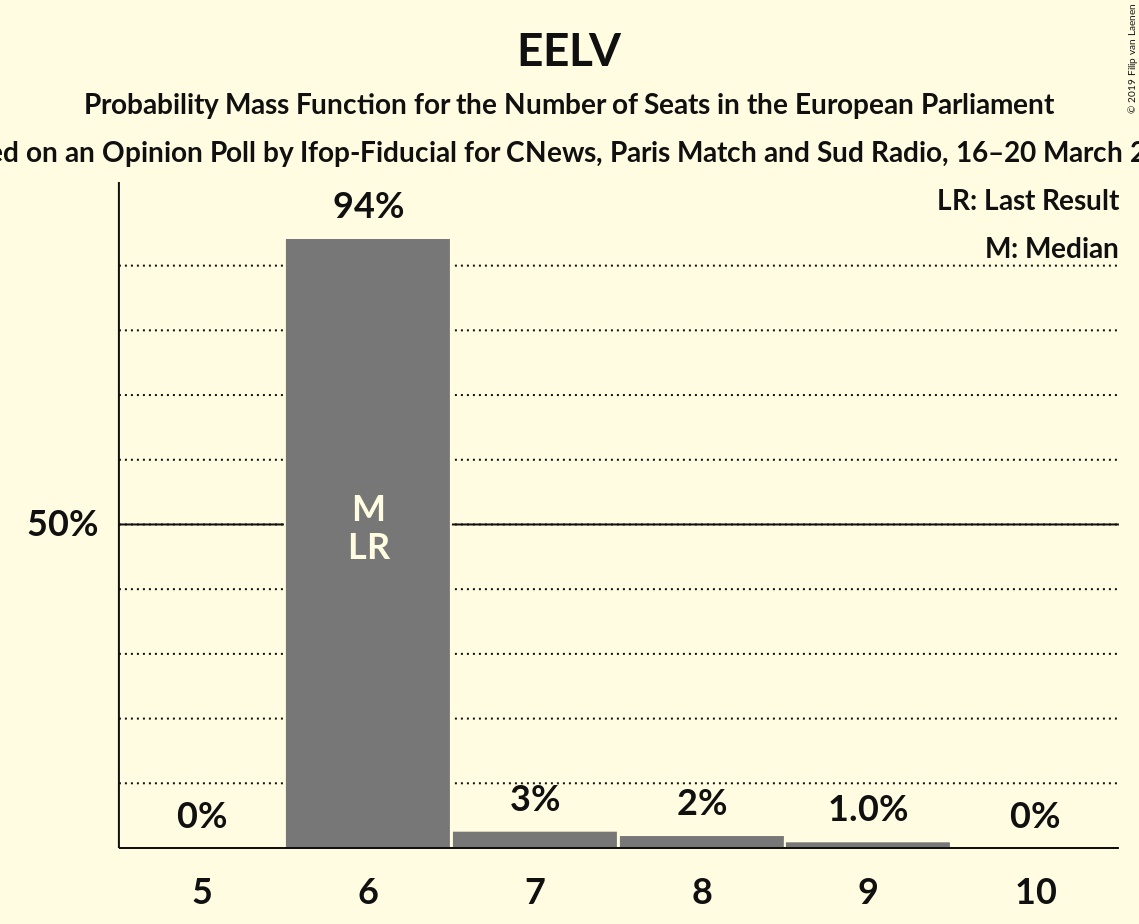 EELV
Probability Mass Function for the Number of Seats in the European Parliament
on an Opinion Poll by Ifop-Fiducial for CNews, Paris Match and Sud Radio, 16–20 March
© 2019 Filip van Laenen
LR: Last Result
M: Median
94%
50%
M
LR
0%
3%
2%
1.0%
0%
5 6 7 8 9 10